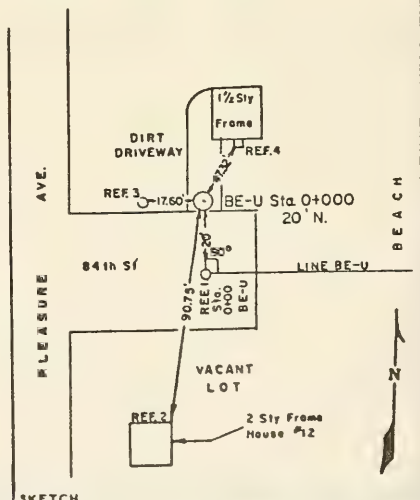 1½ Sty
Frame
DIRT
DRIVEWAY
REF. 4
47.32'
REF. 3
17.60'
BE-U Sta 0+000
20' N.
PLEASURE AVE.
BEACH
84th St
20'
90°
LINE BE-U
REF. 1
Sta.
0+00
BE-U
90.75'
VACANT
LOT
N
REF. 2
2 Sty Frame
House #12
SKETCH